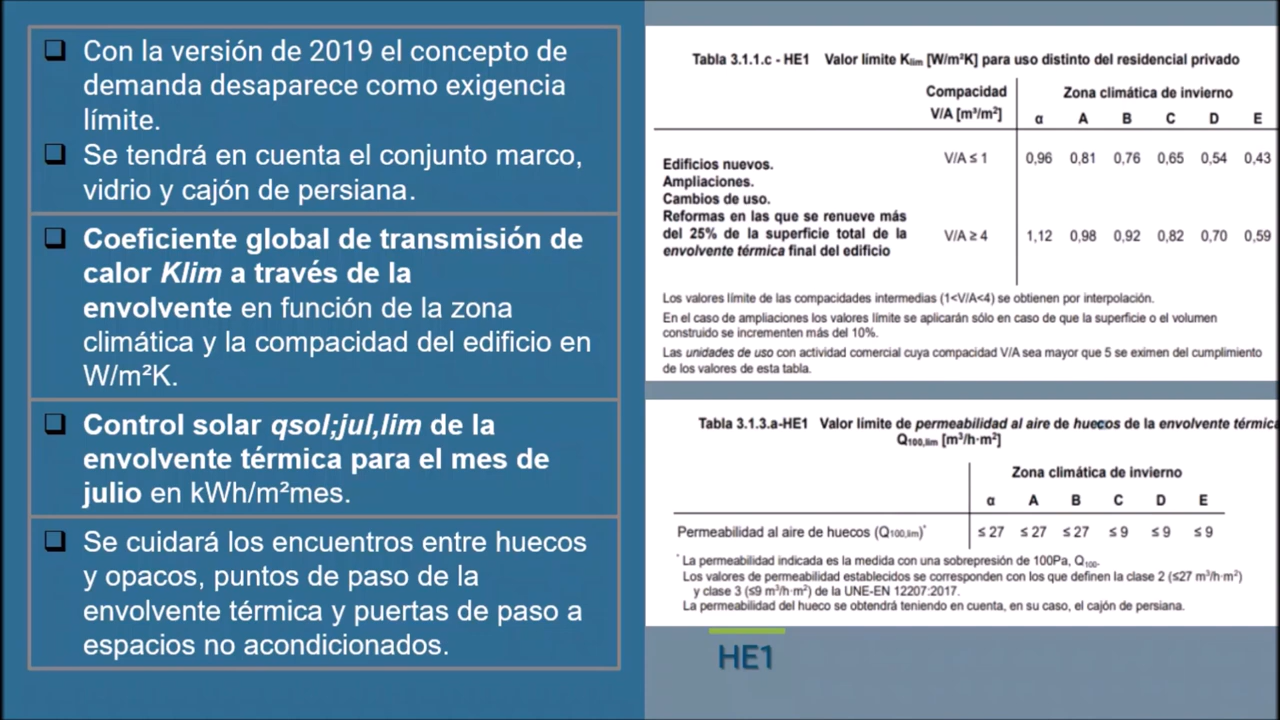 Con la versión de 2019 el concepto de
demanda desaparece como exigencia
límite.
Se tendrá en cuenta el conjunto marco,
vidrio y cajón de persiana.
Coeficiente global de transmisión de
calor Klim a través de la
envolvente en función de la zona
climática y la compacidad del edificio en
W/m²K.
Control solar qsol;jul,lim de la
envolvente térmica para el mes de
julio en kWh/m²mes.
Se cuidará los encuentros entre huecos
y opacos, puntos de paso de la
envolvente térmica y puertas de paso a
espacios no acondicionados.
Tabla 3.1.1.c - HE1 Valor límite Klim [W/m²K] para uso distinto del residencial privado
Compacidad
V/A [m³/m²]
Zona climática de invierno
α A B C D E
Edificios nuevos.
Ampliaciones.
Cambios de uso.
Reformas en las que se renueve más
del 25% de la superficie total de la
envolvente térmica final del edificio
V/A ≤ 1 0,96 0,81 0,76 0,65 0,54 0,43
V/A ≥ 4 1,12 0,98 0,92 0,82 0,70 0,59
Los valores límite de las compacidades intermedias (1<V/A<4) se obtienen por interpolación.
En el caso de ampliaciones los valores límite se aplicarán sólo en caso de que la superficie o el volumen
construido se incrementen más del 10%.
Las unidades de uso con actividad comercial cuya compacidad V/A sea mayor que 5 se eximen del cumplimiento
de los valores de esta tabla.
Tabla 3.1.3.a-HE1 Valor límite de permeabilidad al aire de huecos de la envolvente térmica
Q100,lim [m³/h·m²]
Zona climática de invierno
α A B C D E
Permeabilidad al aire de huecos (Q100,lim)* ≤ 27 ≤ 27 ≤ 27 ≤ 9 ≤ 9 ≤ 9
* La permeabilidad indicada es la medida con una sobrepresión de 100Pa, Q100.
Los valores de permeabilidad establecidos se corresponden con los que definen la clase 2 (≤27 m³/h·m²)
y clase 3 (≤9 m³/h·m²) de la UNE-EN 12207:2017.
La permeabilidad del hueco se obtendrá teniendo en cuenta, en su caso, el cajón de persiana.
HE1